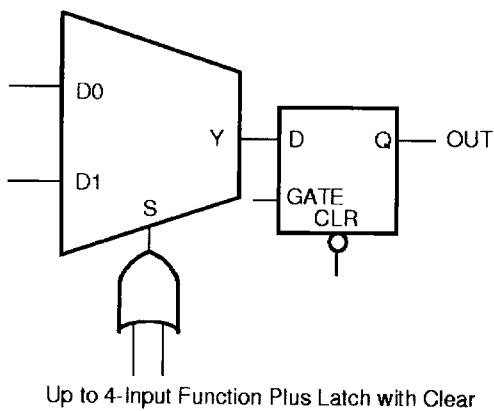 D0
D1
S
Y
D
Q
OUT
GATE
CLR
Up to 4-Input Function Plus Latch with Clear